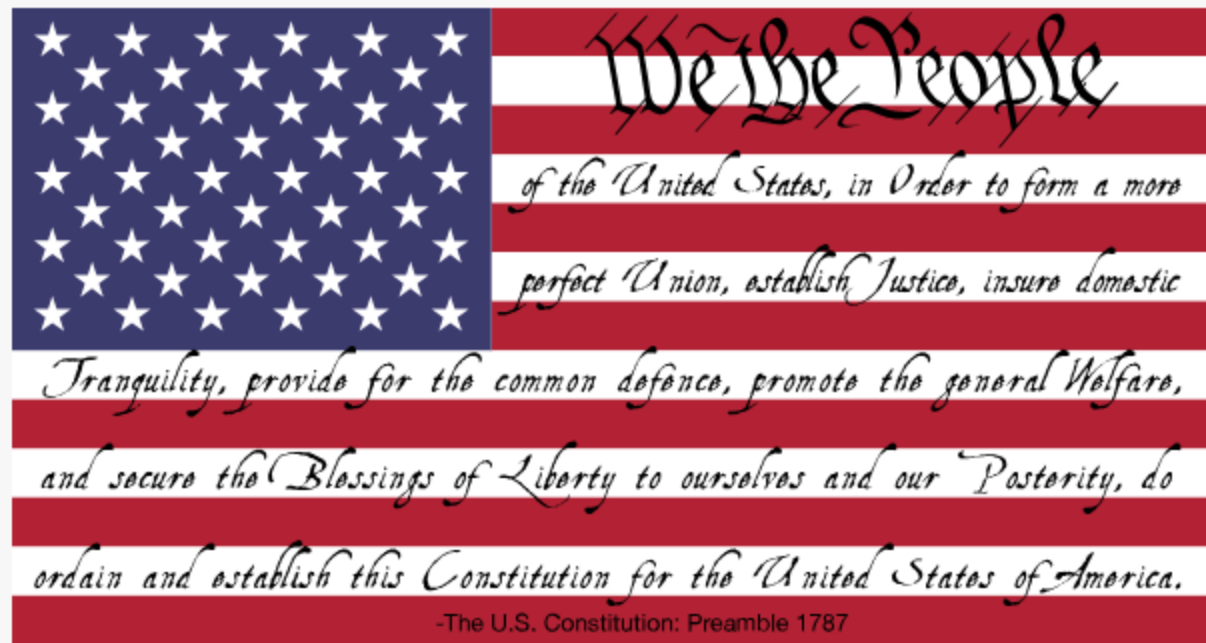 We the People
of the United States, in Order to form a more
perfect Union, establish Justice, insure domestic
Tranquility, provide for the common defence, promote the general Welfare,
and secure the Blessings of Liberty to ourselves and our Posterity, do
ordain and establish this Constitution for the United States of America.
-The U.S. Constitution: Preamble 1787